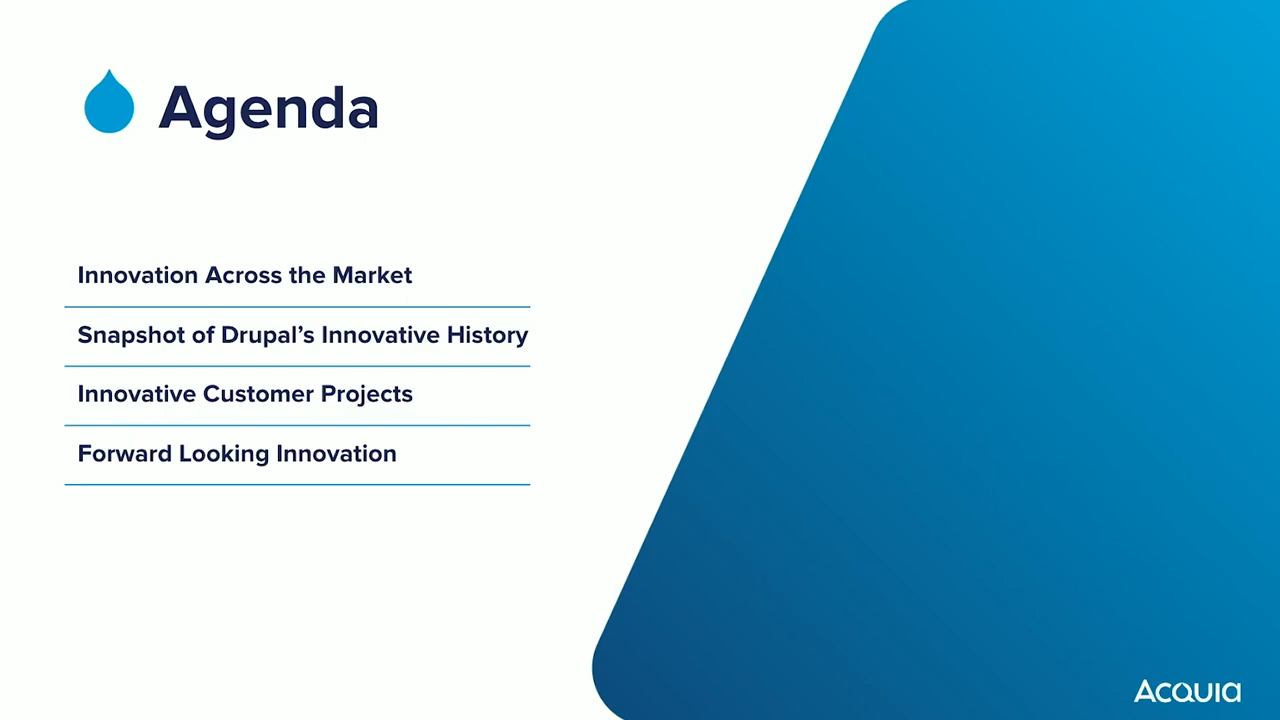 Agenda
Innovation Across the Market
Snapshot of Drupal’s Innovative History
Innovative Customer Projects
Forward Looking Innovation
Acquia